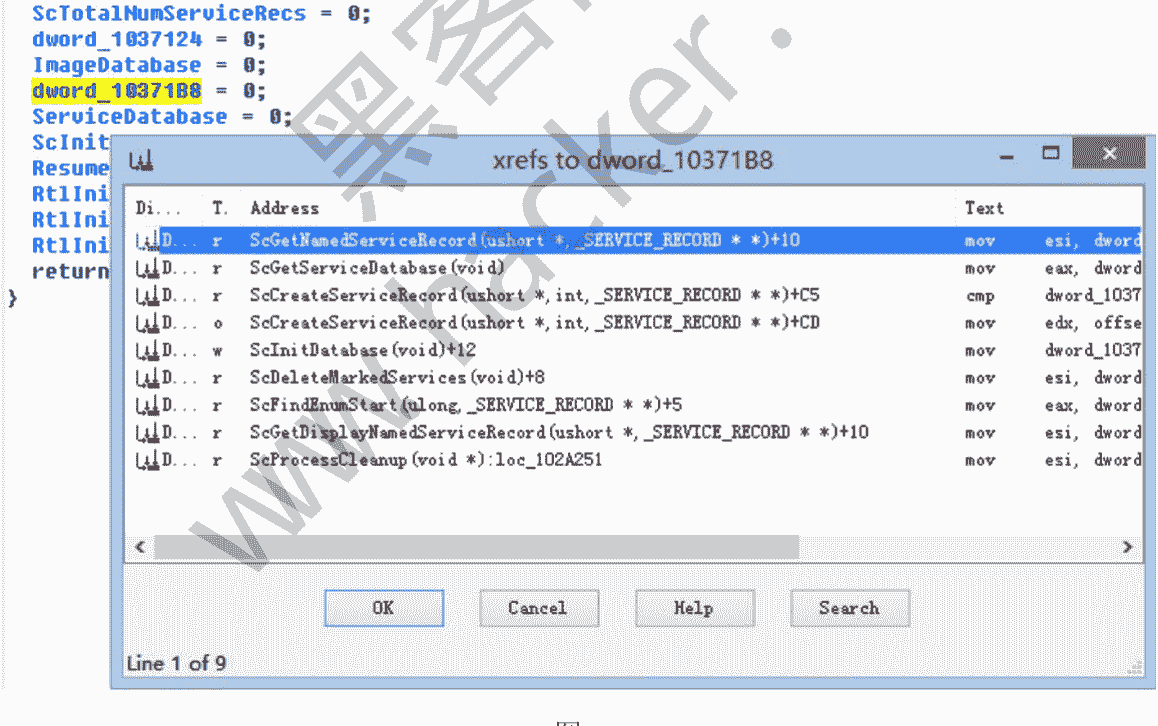 ScTotalNumServiceRecs = 0;
dword_1037124 = 0;
ImageDatabase = 0;
dword_10371B8 = 0;
ServiceDatabase = 0;
ScInit
Resume
RtlIni
RtlIni
RtlIni
return
}
xrefs to dword_10371B8
Di... T. Address Text
D... r ScGetNamedServiceRecord(ushort *,_SERVICE_RECORD * *)+10 mov esi, dword
D... r ScGetServiceDatabase(void) mov eax, dword
D... r ScCreateServiceRecord(ushort *,int,_SERVICE_RECORD * *)+C5 cmp dword_1037
D... o ScCreateServiceRecord(ushort *,int,_SERVICE_RECORD * *)+CD mov edx, offse
D... w ScInitDatabase(void)+12 mov dword_1037
D... r ScDeleteMarkedServices(void)+8 mov esi, dword
D... r ScFindEnumStart(ulong,_SERVICE_RECORD * *)+5 mov eax, dword
D... r ScGetDisplayNamedServiceRecord(ushort *,_SERVICE_RECORD * *)+10 mov esi, dword
D... r ScProcessCleanup(void *):loc_102A251 mov esi, dword
OK Cancel Help Search
Line 1 of 9
黑客
www.hacker.